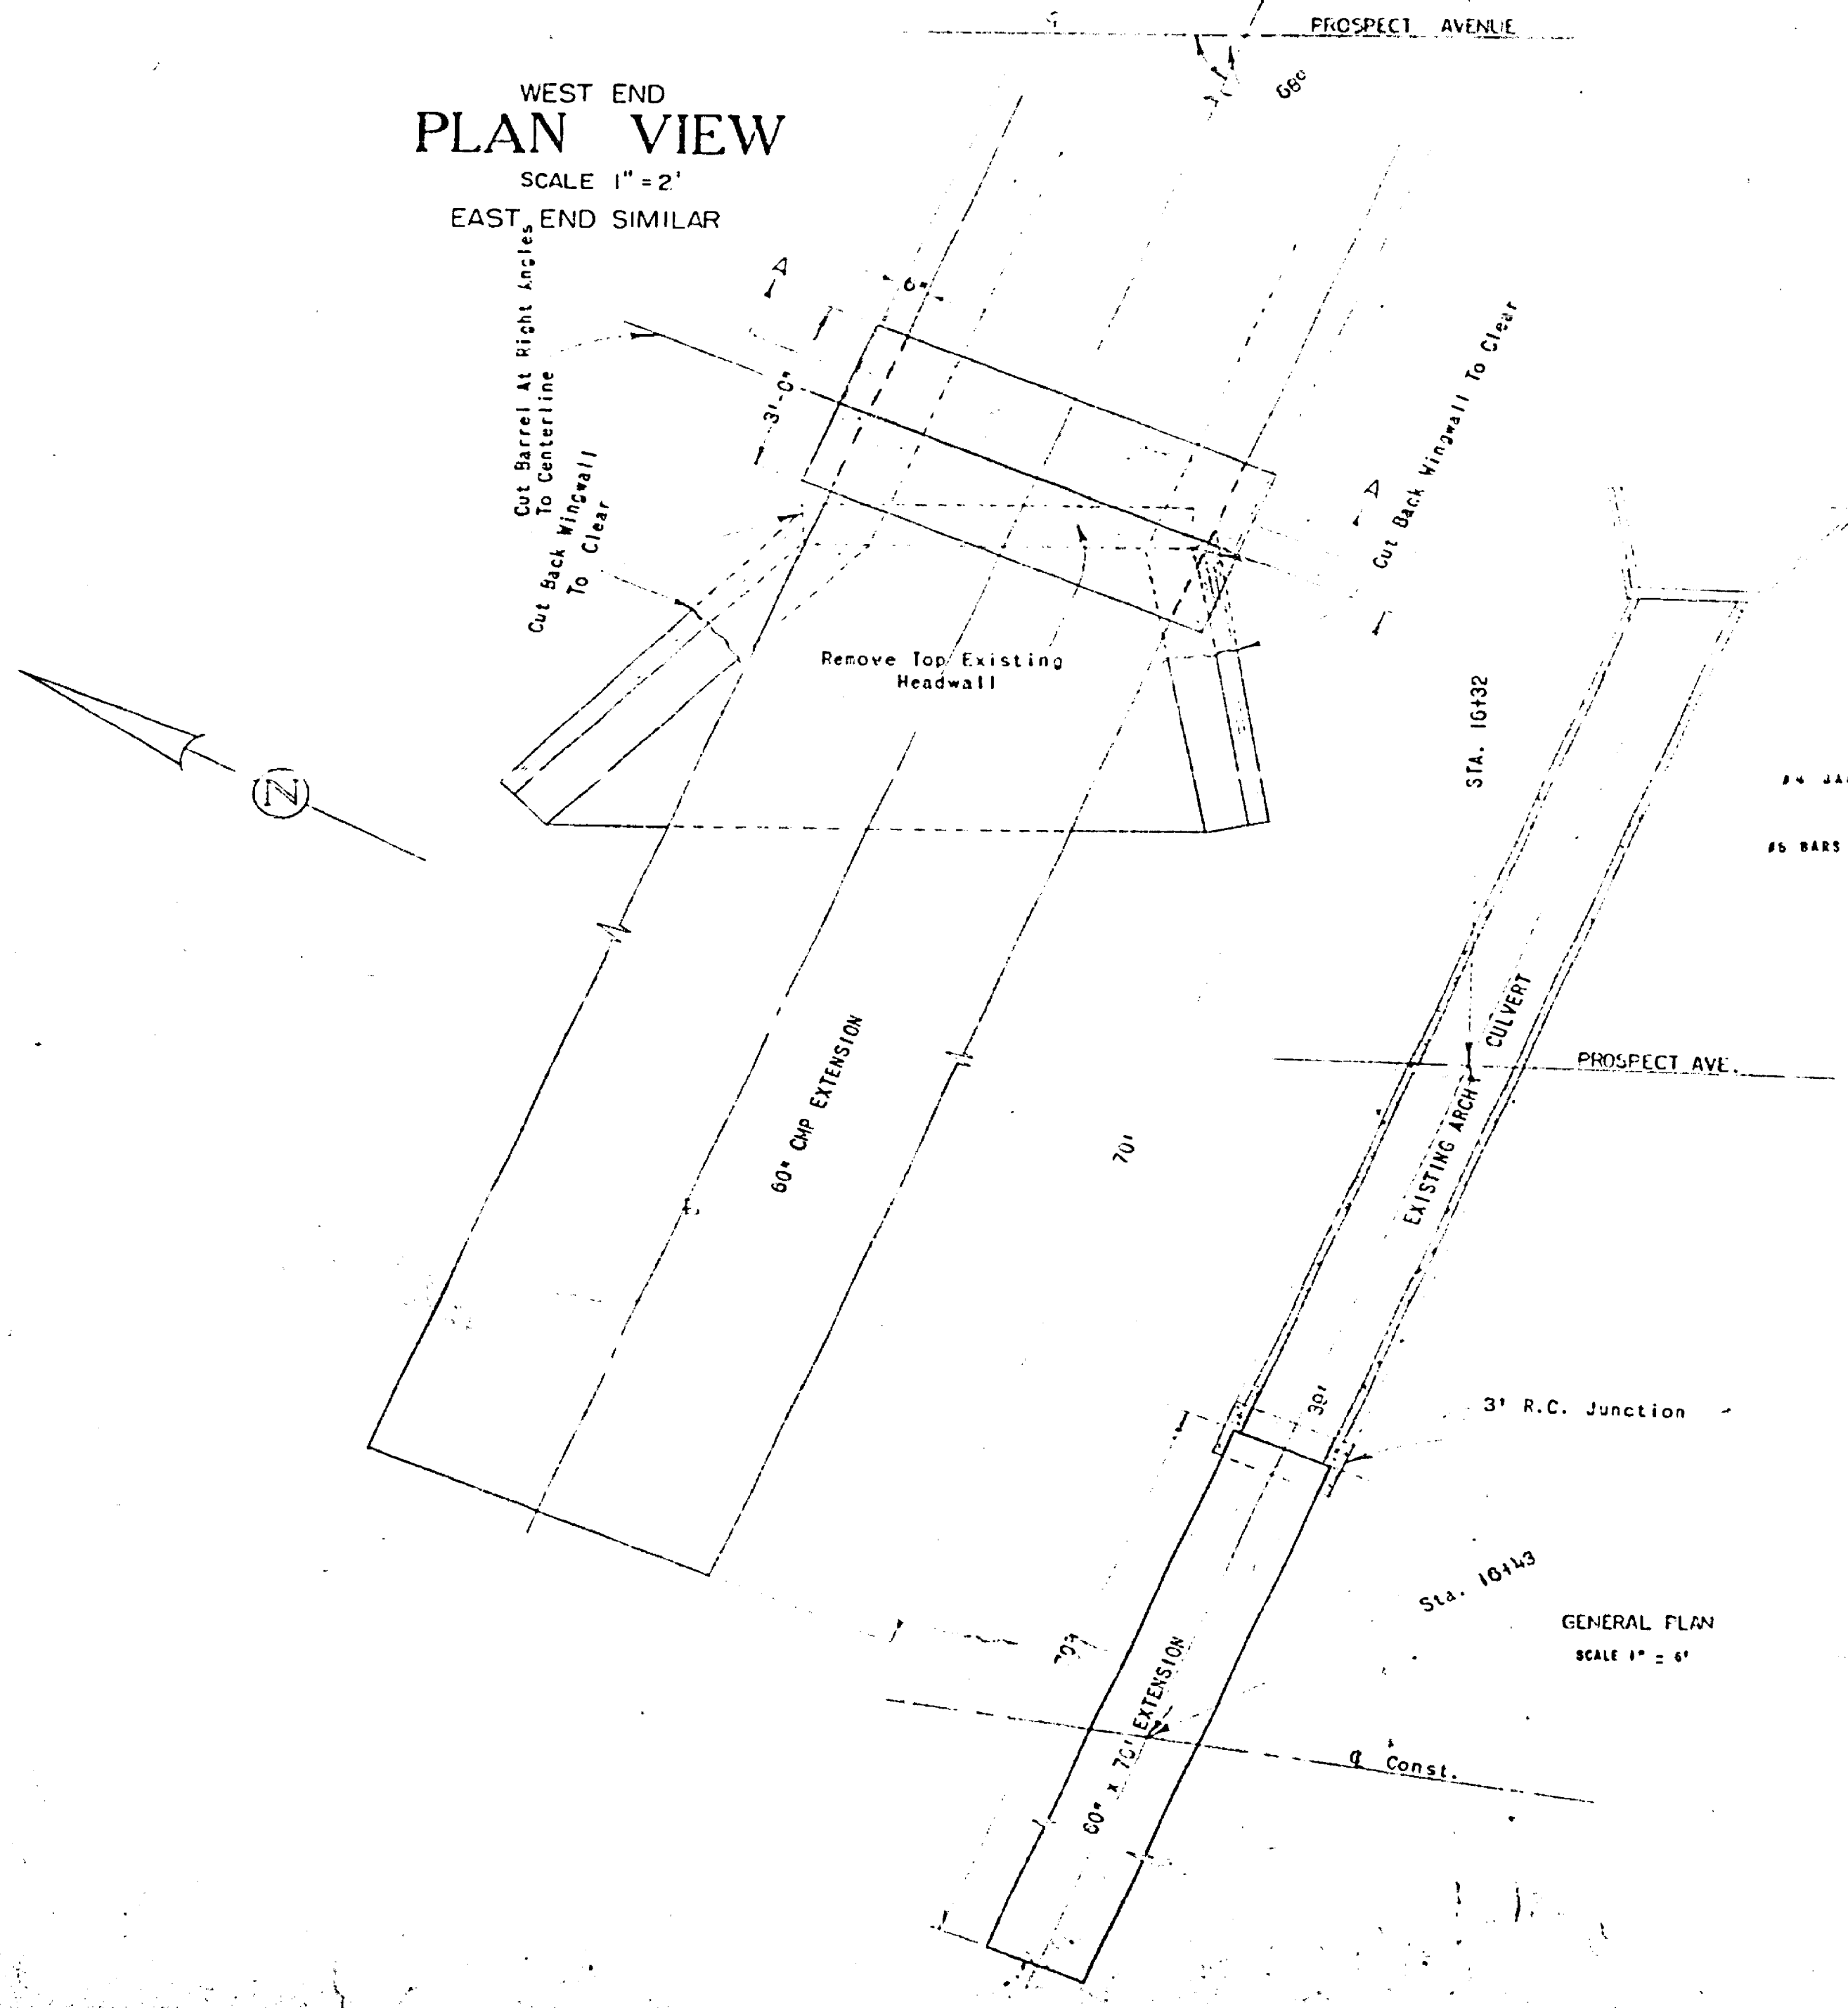 PROSPECT AVENUE
68°
WEST END
PLAN VIEW
SCALE 1" = 2'
EAST END SIMILAR
Cut Barrel At Right Angles
To Centerline
Cut Back Wingwall
To Clear
A
6"
3'-0"
A
Cut Back Wingwall To Clear
Remove Top Existing
Headwall
N
STA. 16+32
#5 BARS
60" CMP EXTENSION
70'
EXISTING ARCH CULVERT
PROSPECT AVE.
3' R.C. Junction
Sta. 16+43
GENERAL PLAN
SCALE 1" = 6'
60" x 70' EXTENSION
℄ Const.